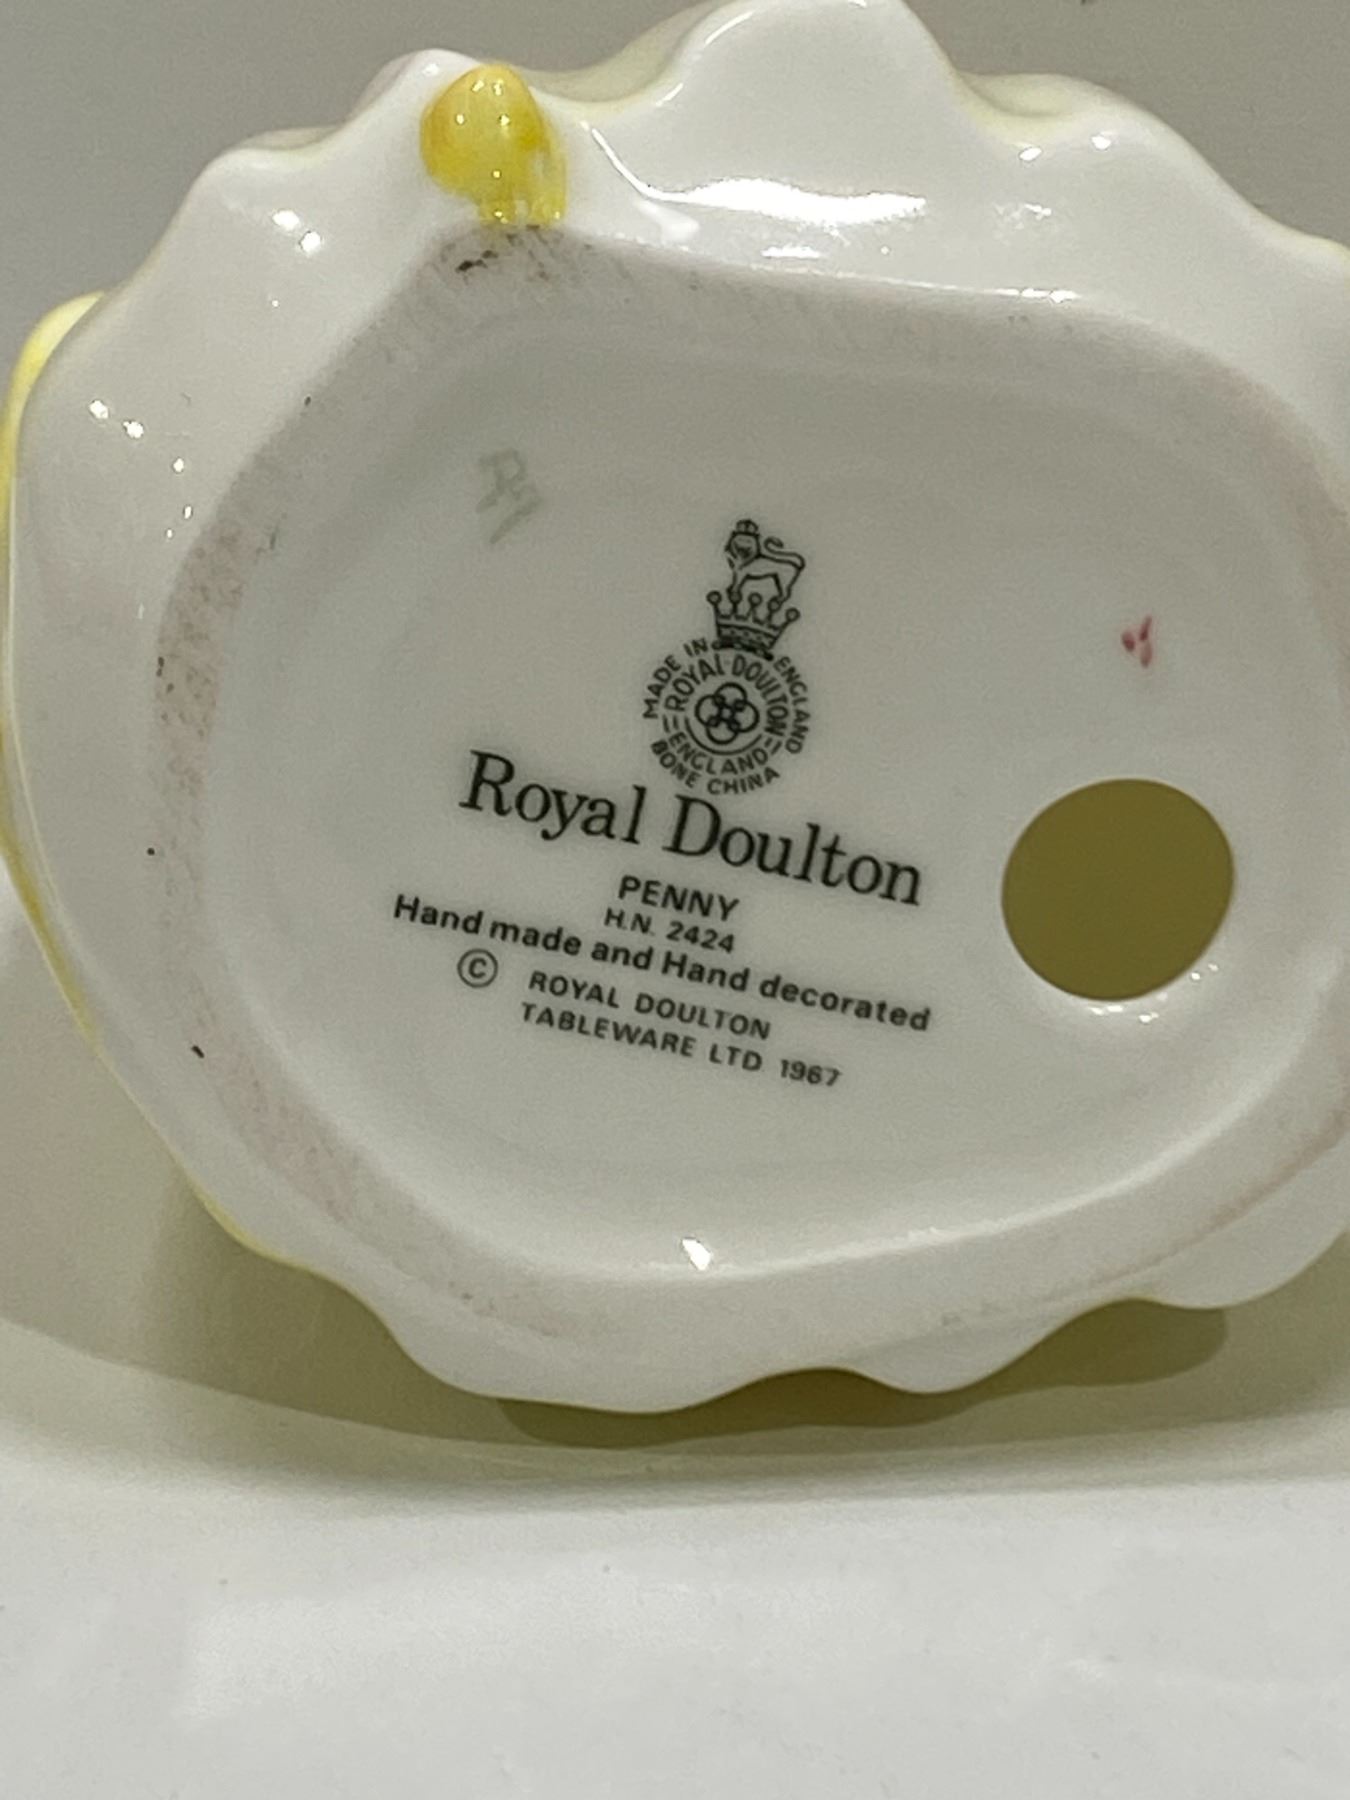 MADE IN ENGLAND
ROYAL DOULTON
ENGLAND
BONE CHINA
Royal Doulton
PENNY
H.N. 2424
Hand made and Hand decorated
© ROYAL DOULTON
TABLEWARE LTD 1967